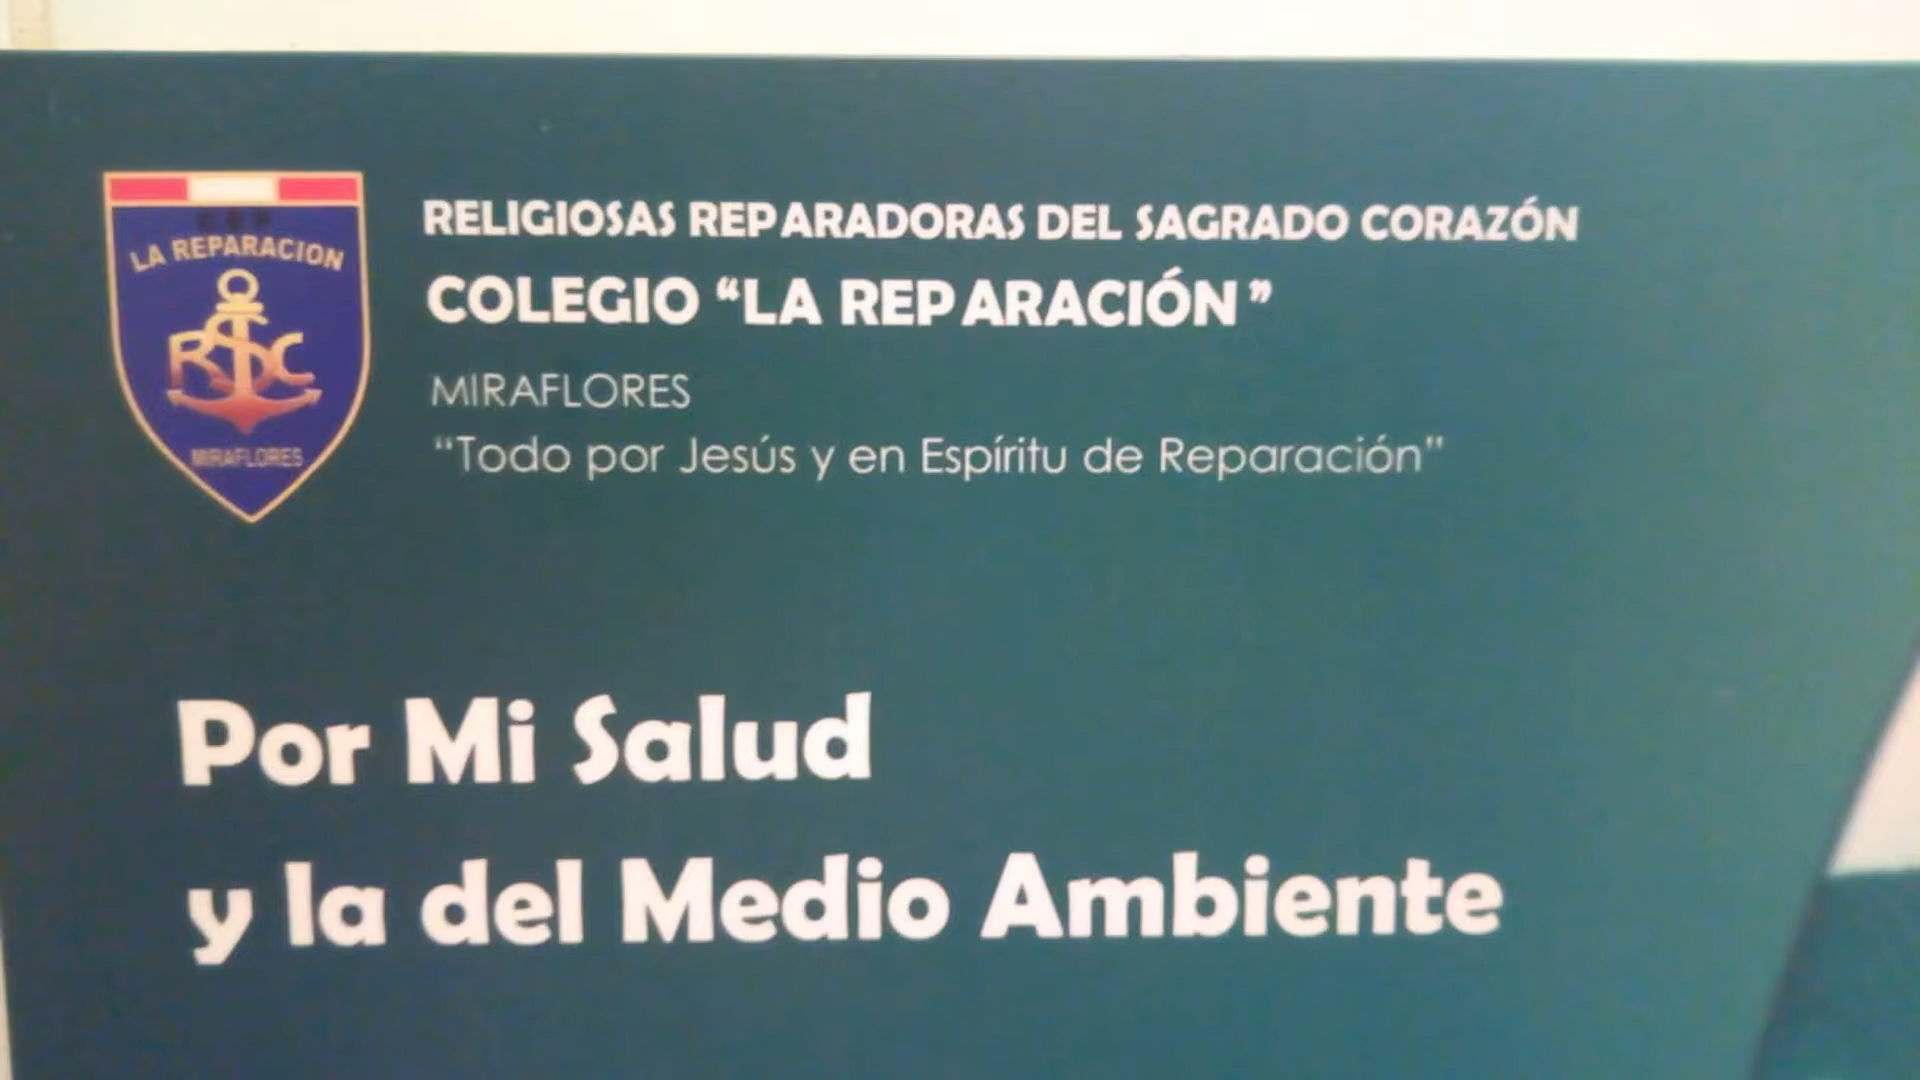 LA REPARACION
RSC
MIRAFLORES
RELIGIOSAS REPARADORAS DEL SAGRADO CORAZÓN
COLEGIO “LA REPARACIÓN”
MIRAFLORES
“Todo por Jesús y en Espíritu de Reparación”
Por Mi Salud
y la del Medio Ambiente